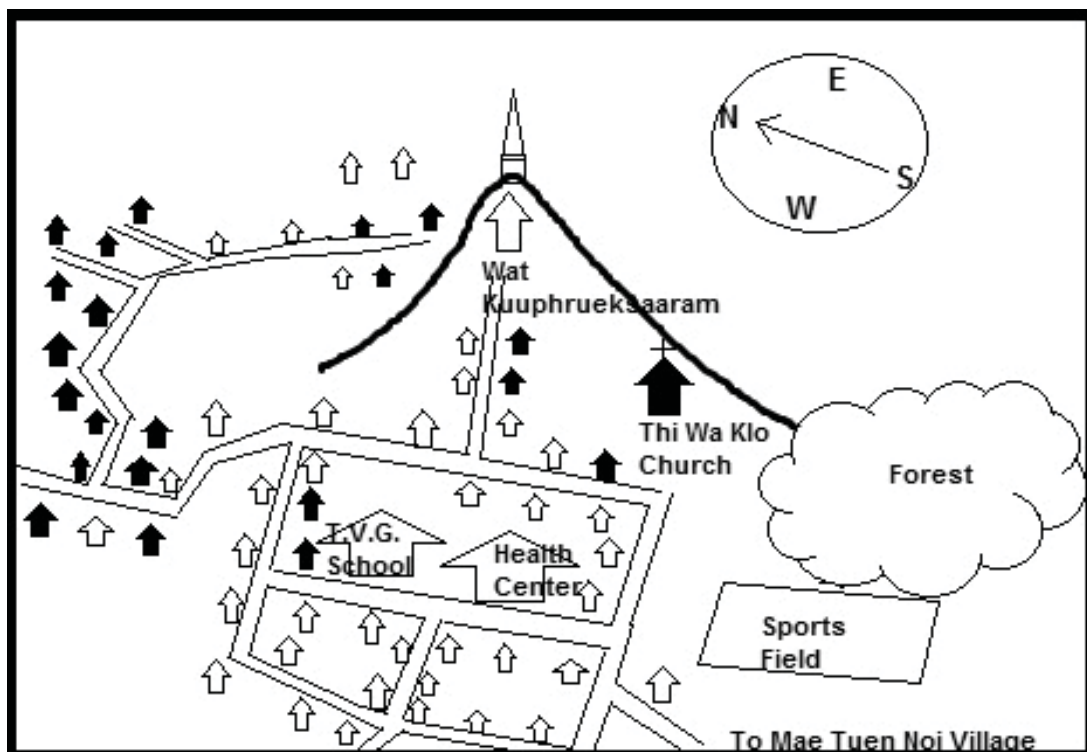 E
N
S
W
Wat
Kuuphrueksaaram
Thi Wa Klo
Church
Forest
T.V.G.
School
Health
Center
Sports
Field
To Mae Tuen Noi Village